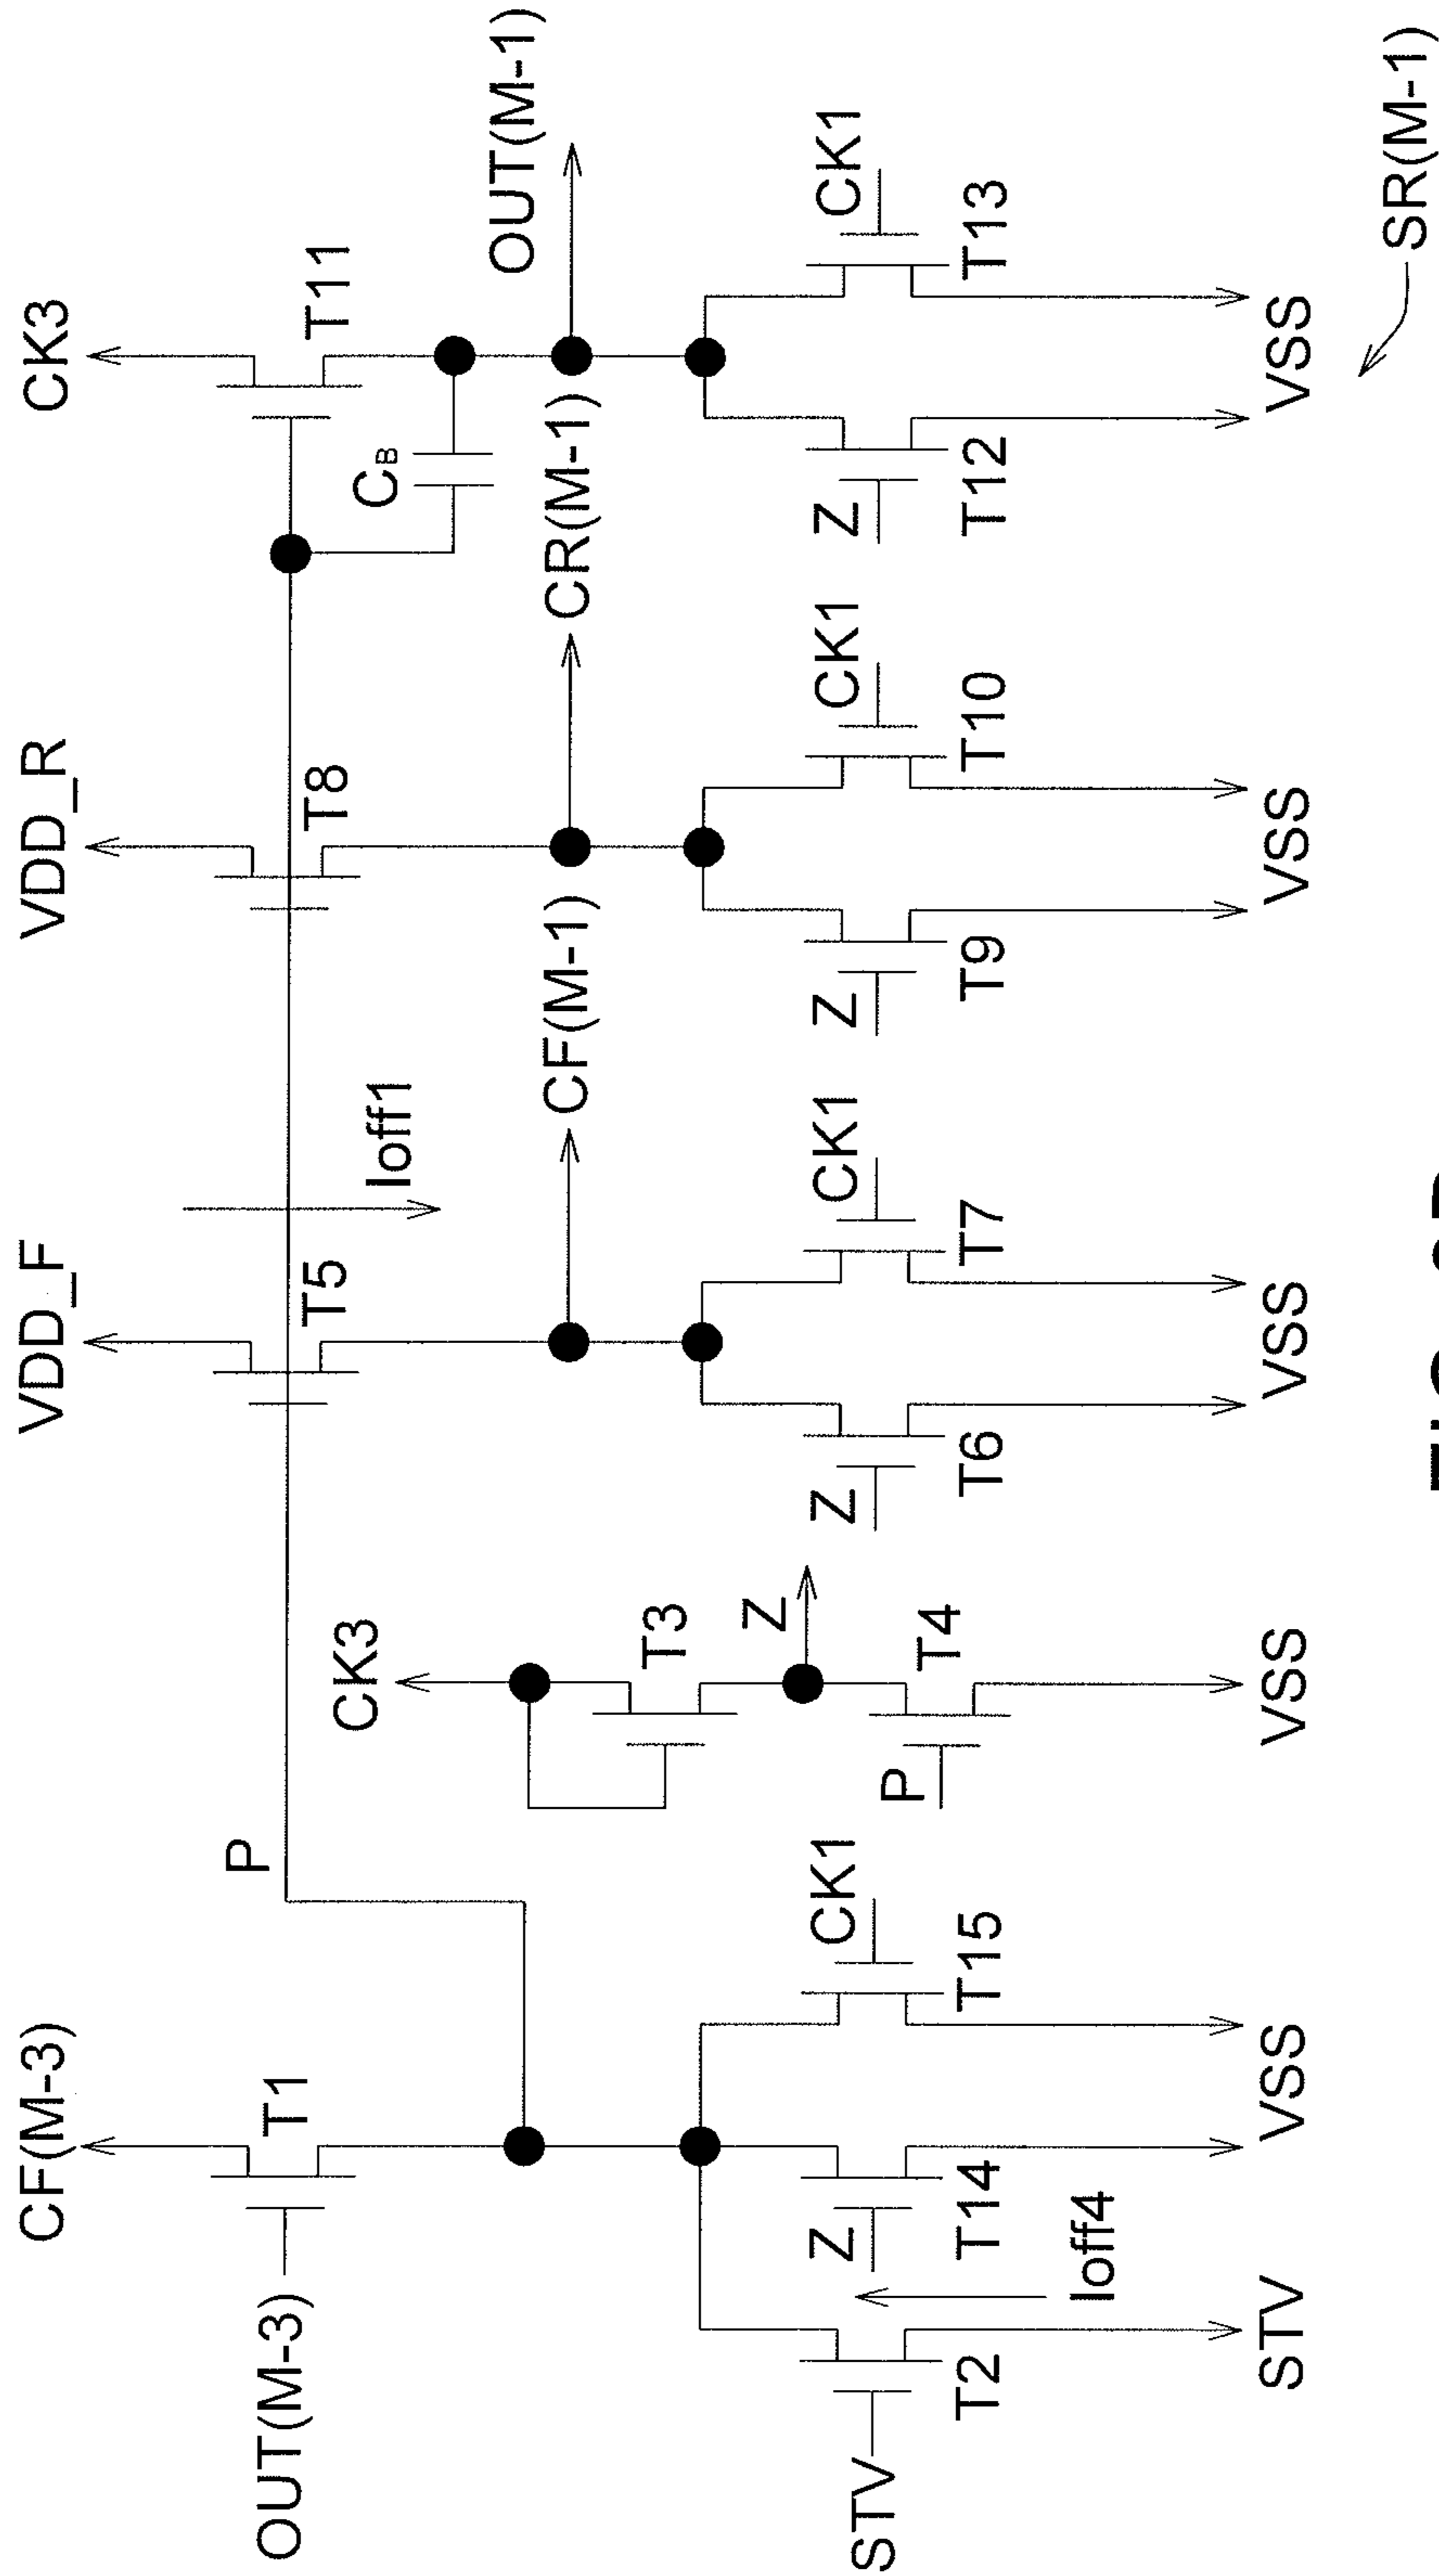 CF(M-3)
VDD_F
VDD_R
CK3
OUT(M-3)
T1
P
T5
T8
T11
Ioff1
CK3
CB
T3
Z
CF(M-1)
CR(M-1)
OUT(M-1)
STV
T2
Z
T14
CK1
T15
P
T4
Z
T6
CK1
T7
Z
T9
CK1
T10
Z
T12
CK1
T13
Ioff4
STV
VSS
VSS
VSS
VSS
VSS
SR(M-1)